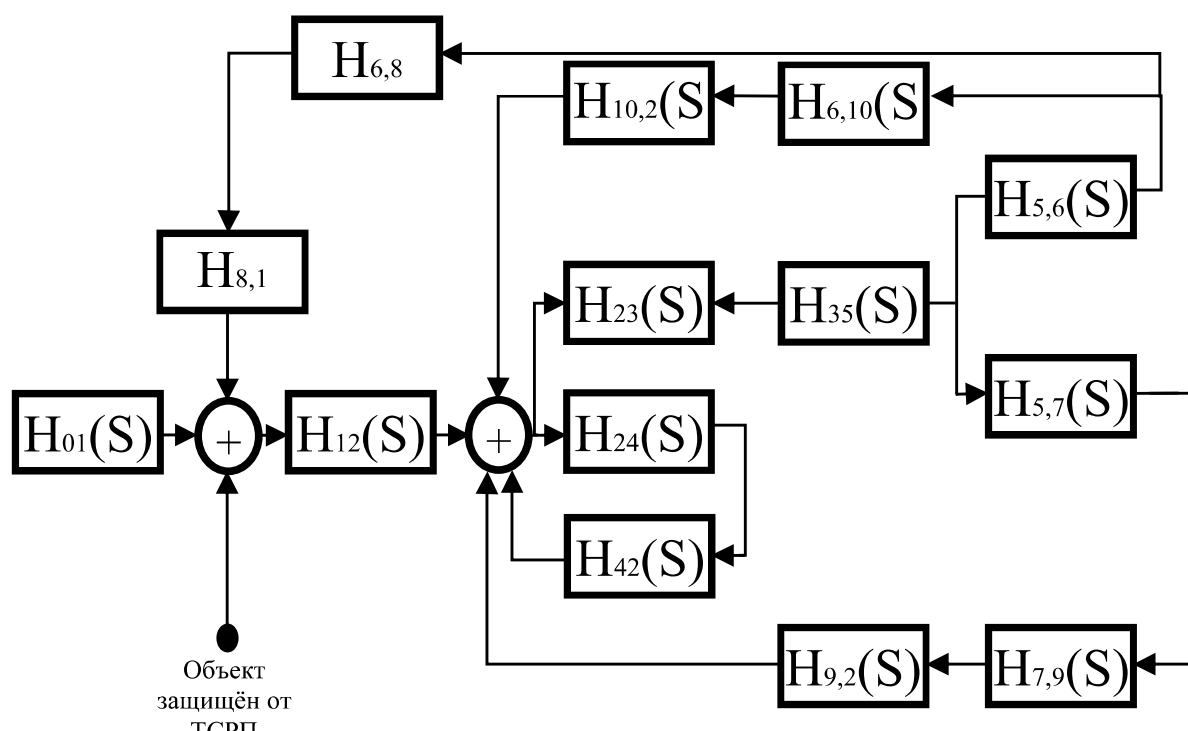 H6,8
H10,2(S
H6,10(S
H5,6(S)
H8,1
H23(S)
H35(S)
H5,7(S)
H01(S)
+
H12(S)
+
H24(S)
H42(S)
H9,2(S)
H7,9(S)
Объект
защищён от
ТСРП